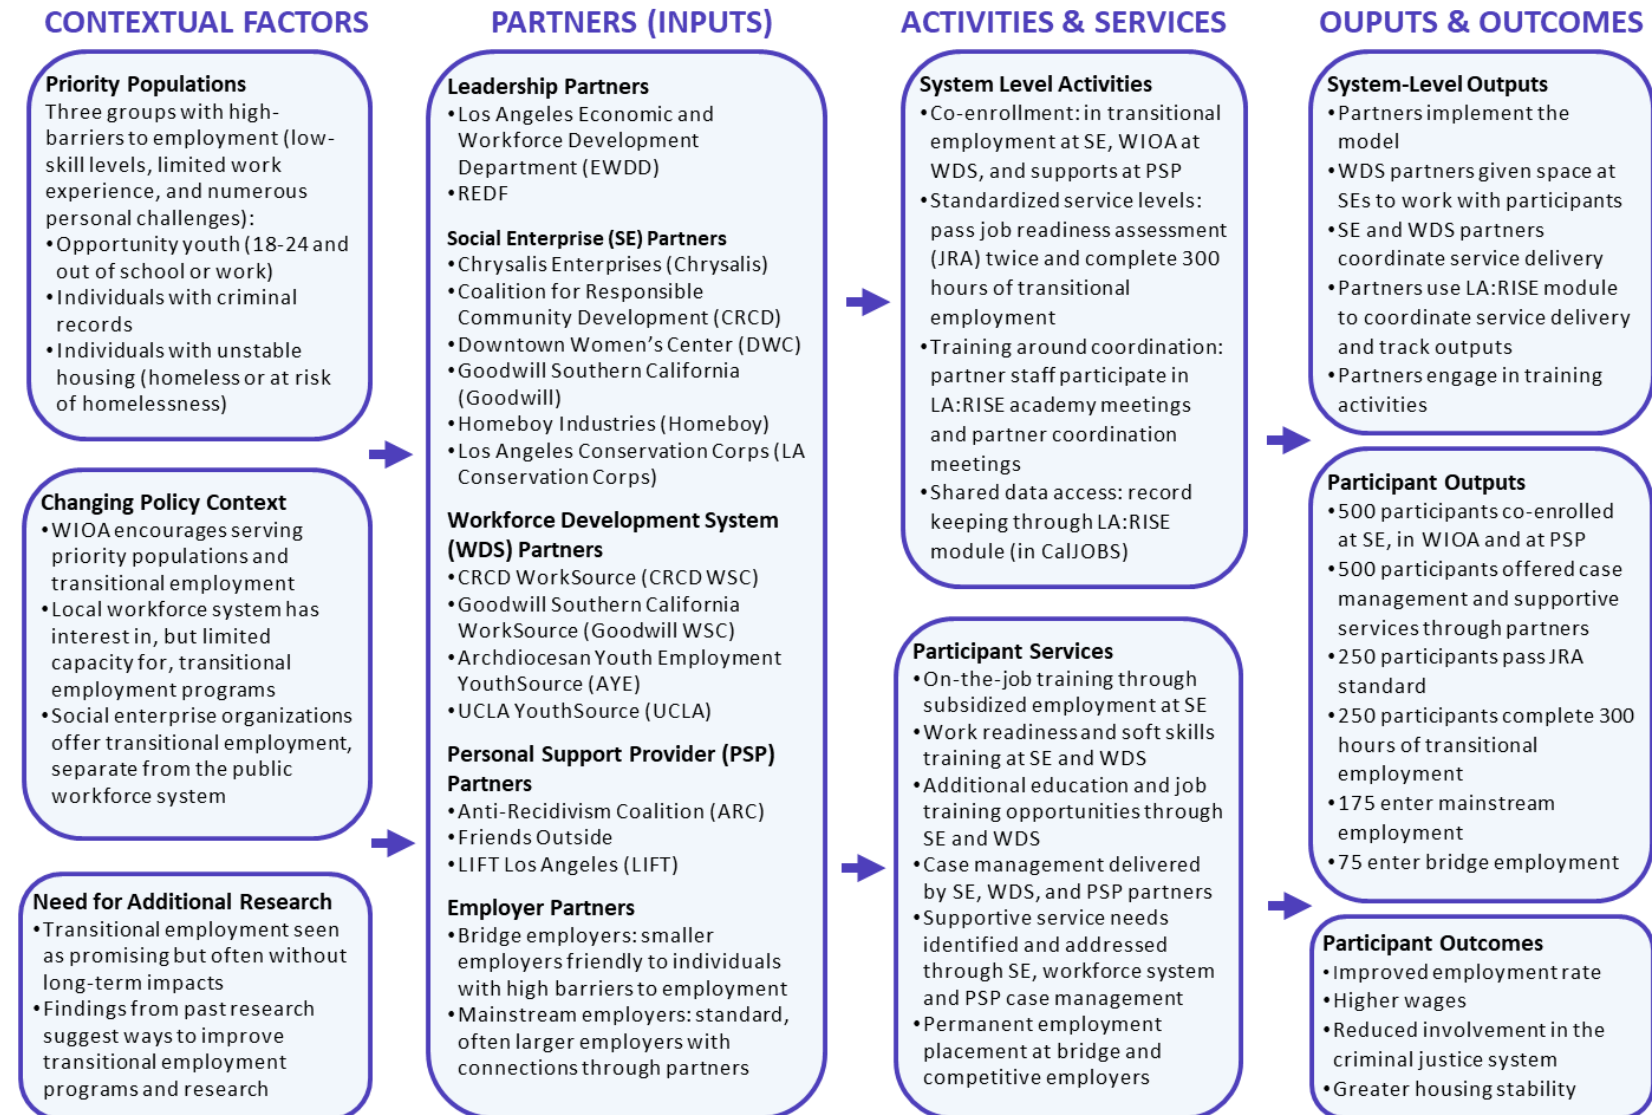 CONTEXTUAL FACTORS
Priority Populations
Three groups with high-
barriers to employment (low-
skill levels, limited work
experience, and numerous
personal challenges):
•Opportunity youth (18-24 and
out of school or work)
•Individuals with criminal
records
•Individuals with unstable
housing (homeless or at risk
of homelessness)
Changing Policy Context
•WIOA encourages serving
priority populations and
transitional employment
•Local workforce system has
interest in, but limited
capacity for, transitional
employment programs
•Social enterprise organizations
offer transitional employment,
separate from the public
workforce system
Need for Additional Research
•Transitional employment seen
as promising but often without
long-term impacts
•Findings from past research
suggest ways to improve
transitional employment
programs and research
PARTNERS (INPUTS)
Leadership Partners
•Los Angeles Economic and
Workforce Development
Department (EWDD)
•REDF
Social Enterprise (SE) Partners
•Chrysalis Enterprises (Chrysalis)
•Coalition for Responsible
Community Development (CRCD)
•Downtown Women's Center (DWC)
•Goodwill Southern California
(Goodwill)
•Homeboy Industries (Homeboy)
•Los Angeles Conservation Corps (LA
Conservation Corps)
Workforce Development System
(WDS) Partners
•CRCD WorkSource (CRCD WSC)
•Goodwill Southern California
WorkSource (Goodwill WSC)
•Archdiocesan Youth Employment
YouthSource (AYE)
•UCLA YouthSource (UCLA)
Personal Support Provider (PSP)
Partners
•Anti-Recidivism Coalition (ARC)
•Friends Outside
•LIFT Los Angeles (LIFT)
Employer Partners
•Bridge employers: smaller
employers friendly to individuals
with high barriers to employment
•Mainstream employers: standard,
often larger employers with
connections through partners
ACTIVITIES & SERVICES
System Level Activities
•Co-enrollment: in transitional
employment at SE, WIOA at
WDS, and supports at PSP
•Standardized service levels:
pass job readiness assessment
(JRA) twice and complete 300
hours of transitional
employment
•Training around coordination:
partner staff participate in
LA:RISE academy meetings
and partner coordination
meetings
•Shared data access: record
keeping through LA:RISE
module (in CalJOBS)
Participant Services
•On-the-job training through
subsidized employment at SE
•Work readiness and soft skills
training at SE and WDS
•Additional education and job
training opportunities through
SE and WDS
•Case management delivered
by SE, WDS, and PSP partners
•Supportive service needs
identified and addressed
through SE, workforce system
and PSP case management
•Permanent employment
placement at bridge and
competitive employers
OUPUTS & OUTCOMES
System-Level Outputs
•Partners implement the
model
•WDS partners given space at
SEs to work with participants
•SE and WDS partners
coordinate service delivery
•Partners use LA:RISE module
to coordinate service delivery
and track outputs
•Partners engage in training
activities
Participant Outputs
•500 participants co-enrolled
at SE, in WIOA and at PSP
•500 participants offered case
management and supportive
services through partners
•250 participants pass JRA
standard
•250 participants complete 300
hours of transitional
employment
•175 enter mainstream
employment
•75 enter bridge employment
Participant Outcomes
•Improved employment rate
•Higher wages
•Reduced involvement in the
criminal justice system
•Greater housing stability